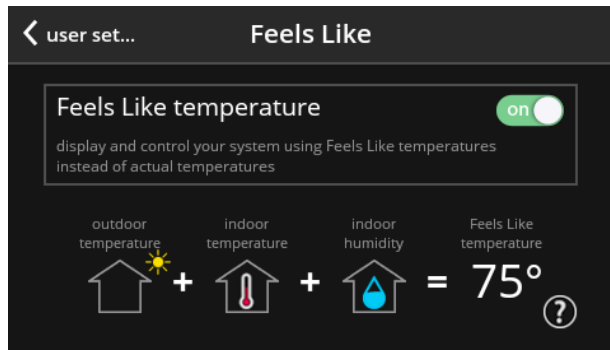 user set...
Feels Like
Feels Like temperature
on
display and control your system using Feels Like temperatures
instead of actual temperatures
outdoor
temperature
indoor
temperature
indoor
humidity
Feels Like
temperature
+ + = 75°
?